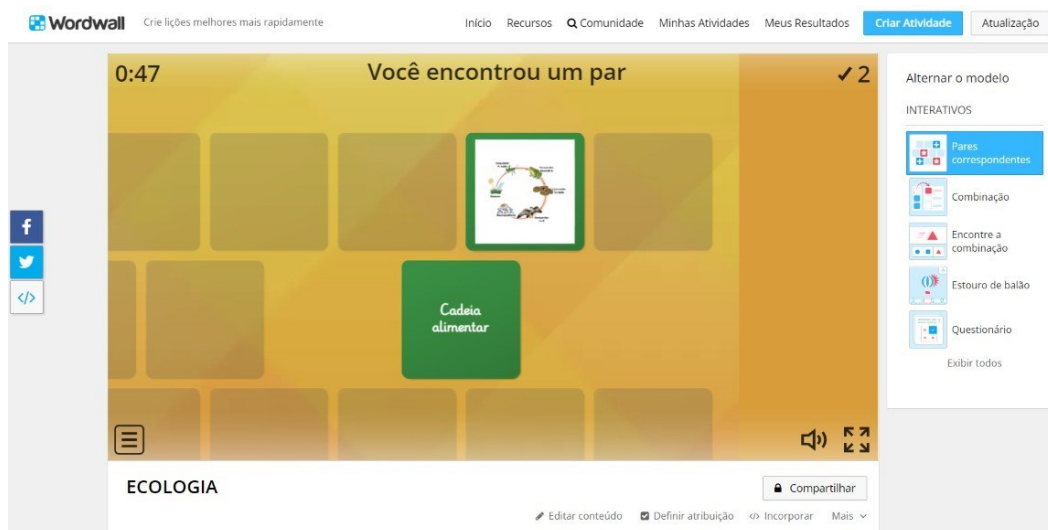 Wordwall
Crie lições melhores mais rapidamente
Início Recursos Comunidade Minhas Atividades Meus Resultados Criar Atividade Atualização
0:47
Você encontrou um par
2
Cadeia
alimentar
ECOLOGIA
Compartilhar
Editar conteúdo Definir atribuição </> Incorporar Mais
f
</>
Alternar o modelo
INTERATIVOS
Pares
correspondentes
Combinação
Encontre a
combinação
Estouro de balão
Questionário
Exibir todos